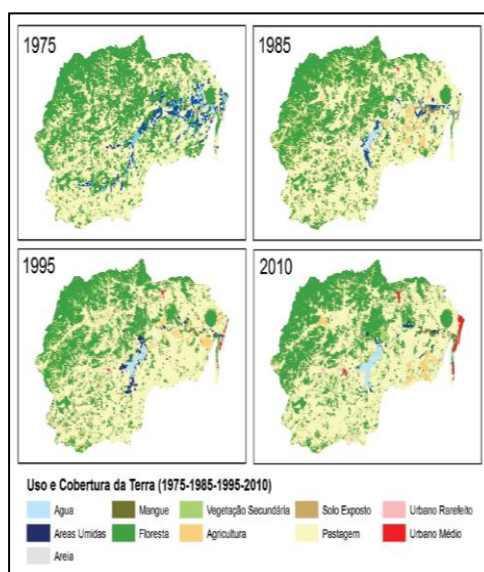 1975
1985
1995
2010
Uso e Cobertura da Terra (1975-1985-1995-2010)
Agua Mangue Vegetação Secundária Solo Exposto Urbano Rarefeito
Areas Umidas Floresta Agricultura Pastagem Urbano Médio
Areia